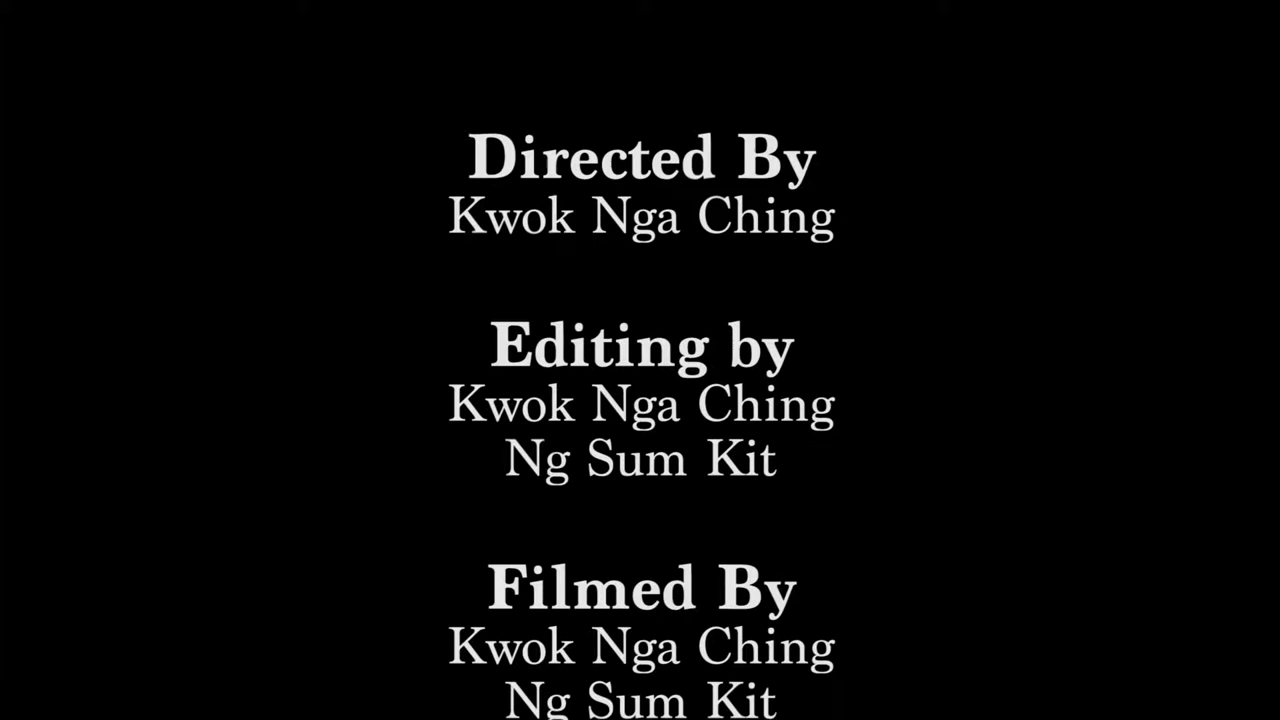 Directed By
Kwok Nga Ching
Editing by
Kwok Nga Ching
Ng Sum Kit
Filmed By
Kwok Nga Ching
Ng Sum Kit